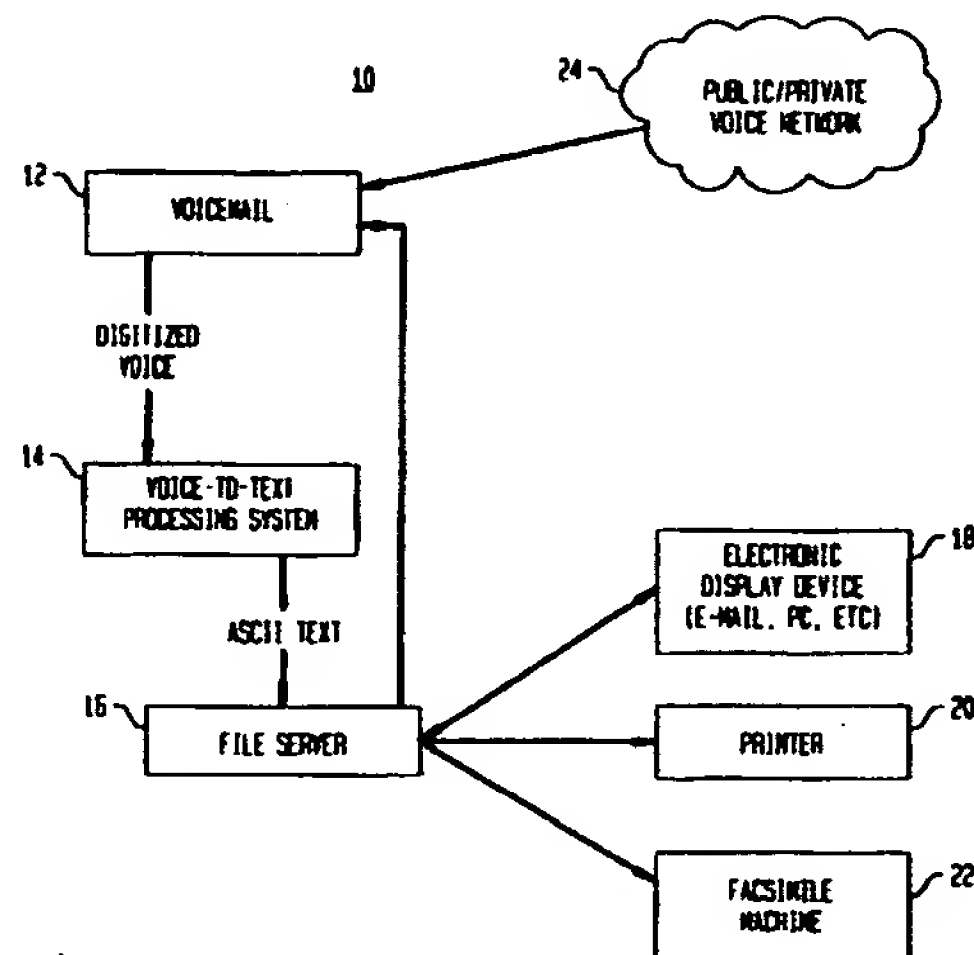 10
24
PUBLIC/PRIVATE
VOICE NETWORK
12
VOICEMAIL
DIGITIZED
VOICE
14
VOICE-TO-TEXT
PROCESSING SYSTEM
ASCII TEXT
16
FILE SERVER
18
ELECTRONIC
DISPLAY DEVICE
(E-MAIL, PC, ETC)
20
PRINTER
22
FACSIMILE
MACHINE